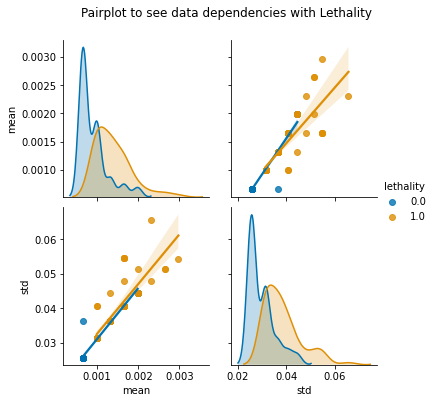 Pairplot to see data dependencies with Lethality
0.0030
0.0025
0.0020
0.0015
0.0010
mean
lethality
0.0
1.0
0.06
0.05
0.04
0.03
std
0.001 0.002 0.003
mean
0.02 0.04 0.06
std